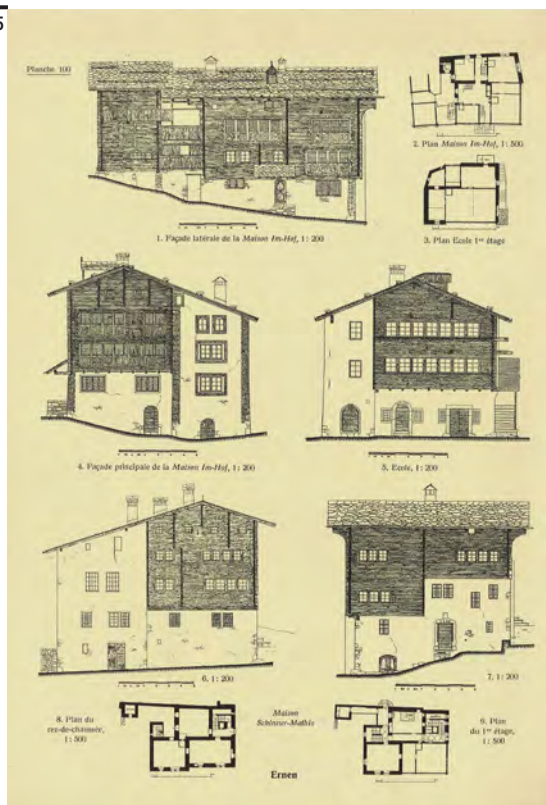 5
Planche 100
2. Plan Maison Im-Hof, 1: 500
1. Façade latérale de la Maison Im-Hof, 1: 200
3. Plan Ecole 1er étage
4. Façade principale de la Maison Im-Hof, 1: 200
5. Ecole, 1: 200
6. 1: 200
7. 1: 200
8. Plan du
rez-de-chaussée,
1: 500
Maison
Schinner-Mathis
9. Plan
du 1er étage,
1: 500
Ernen